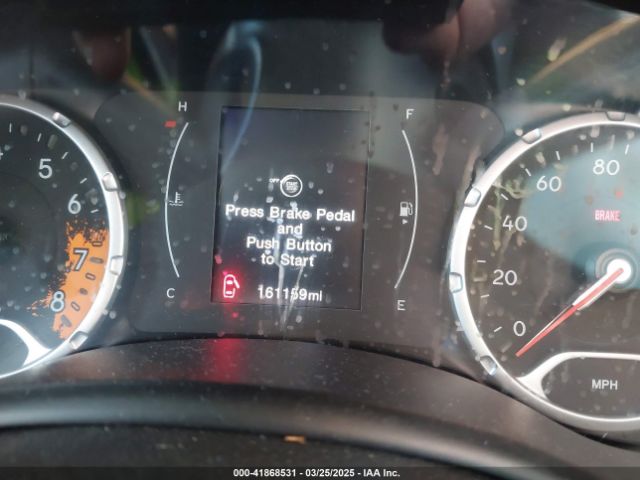 H
F
5
6
7
8
C
E
OFF
Press Brake Pedal
and
Push Button
to Start
161159mi
80
60
40
20
0
BRAKE
MPH
000-41868531 - 03/25/2025 - IAA Inc.